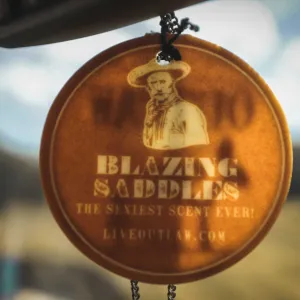 BLAZING
SADDLES
THE SEXIEST SCENT EVER!
LIVEOUTLAW.COM